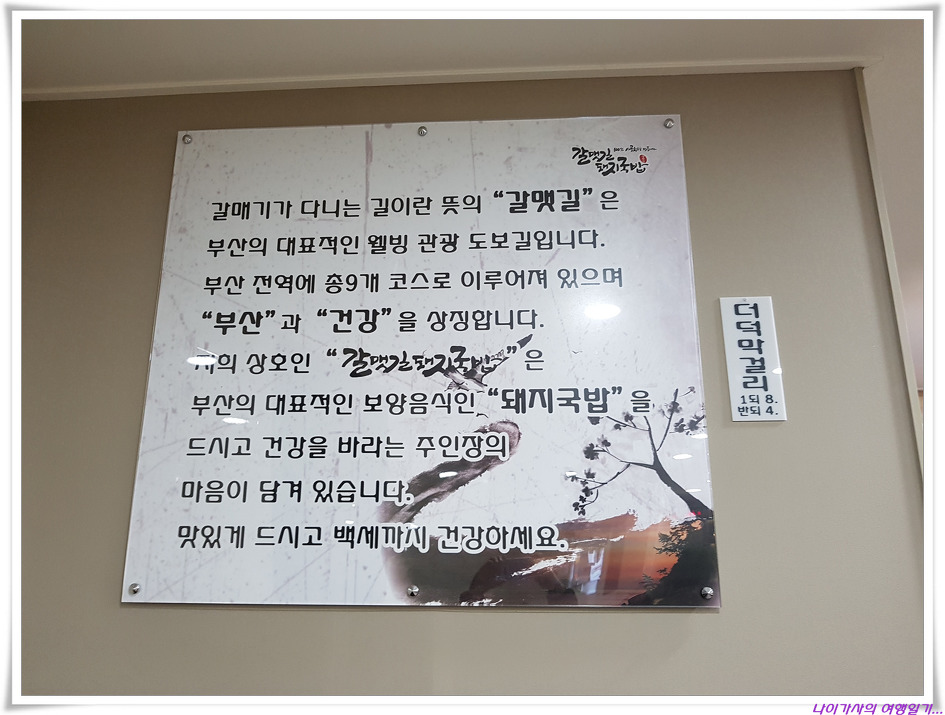 갈맷길
돼지국밥
갈매기가 다니는 길이란 뜻의 “갈맷길”은
부산의 대표적인 웰빙 관광 도보길입니다.
부산 전역에 총9개 코스로 이루어져 있으며
“부산”과 “건강”을 상징합니다.
저희 상호인 “갈맷길돼지국밥”은
부산의 대표적인 보양음식인 “돼지국밥”을
드시고 건강을 바라는 주인장의
마음이 담겨 있습니다.
맛있게 드시고 백세까지 건강하세요.
더덕막걸리
1되 8.
반되 4.
나이가사의 여행일기...